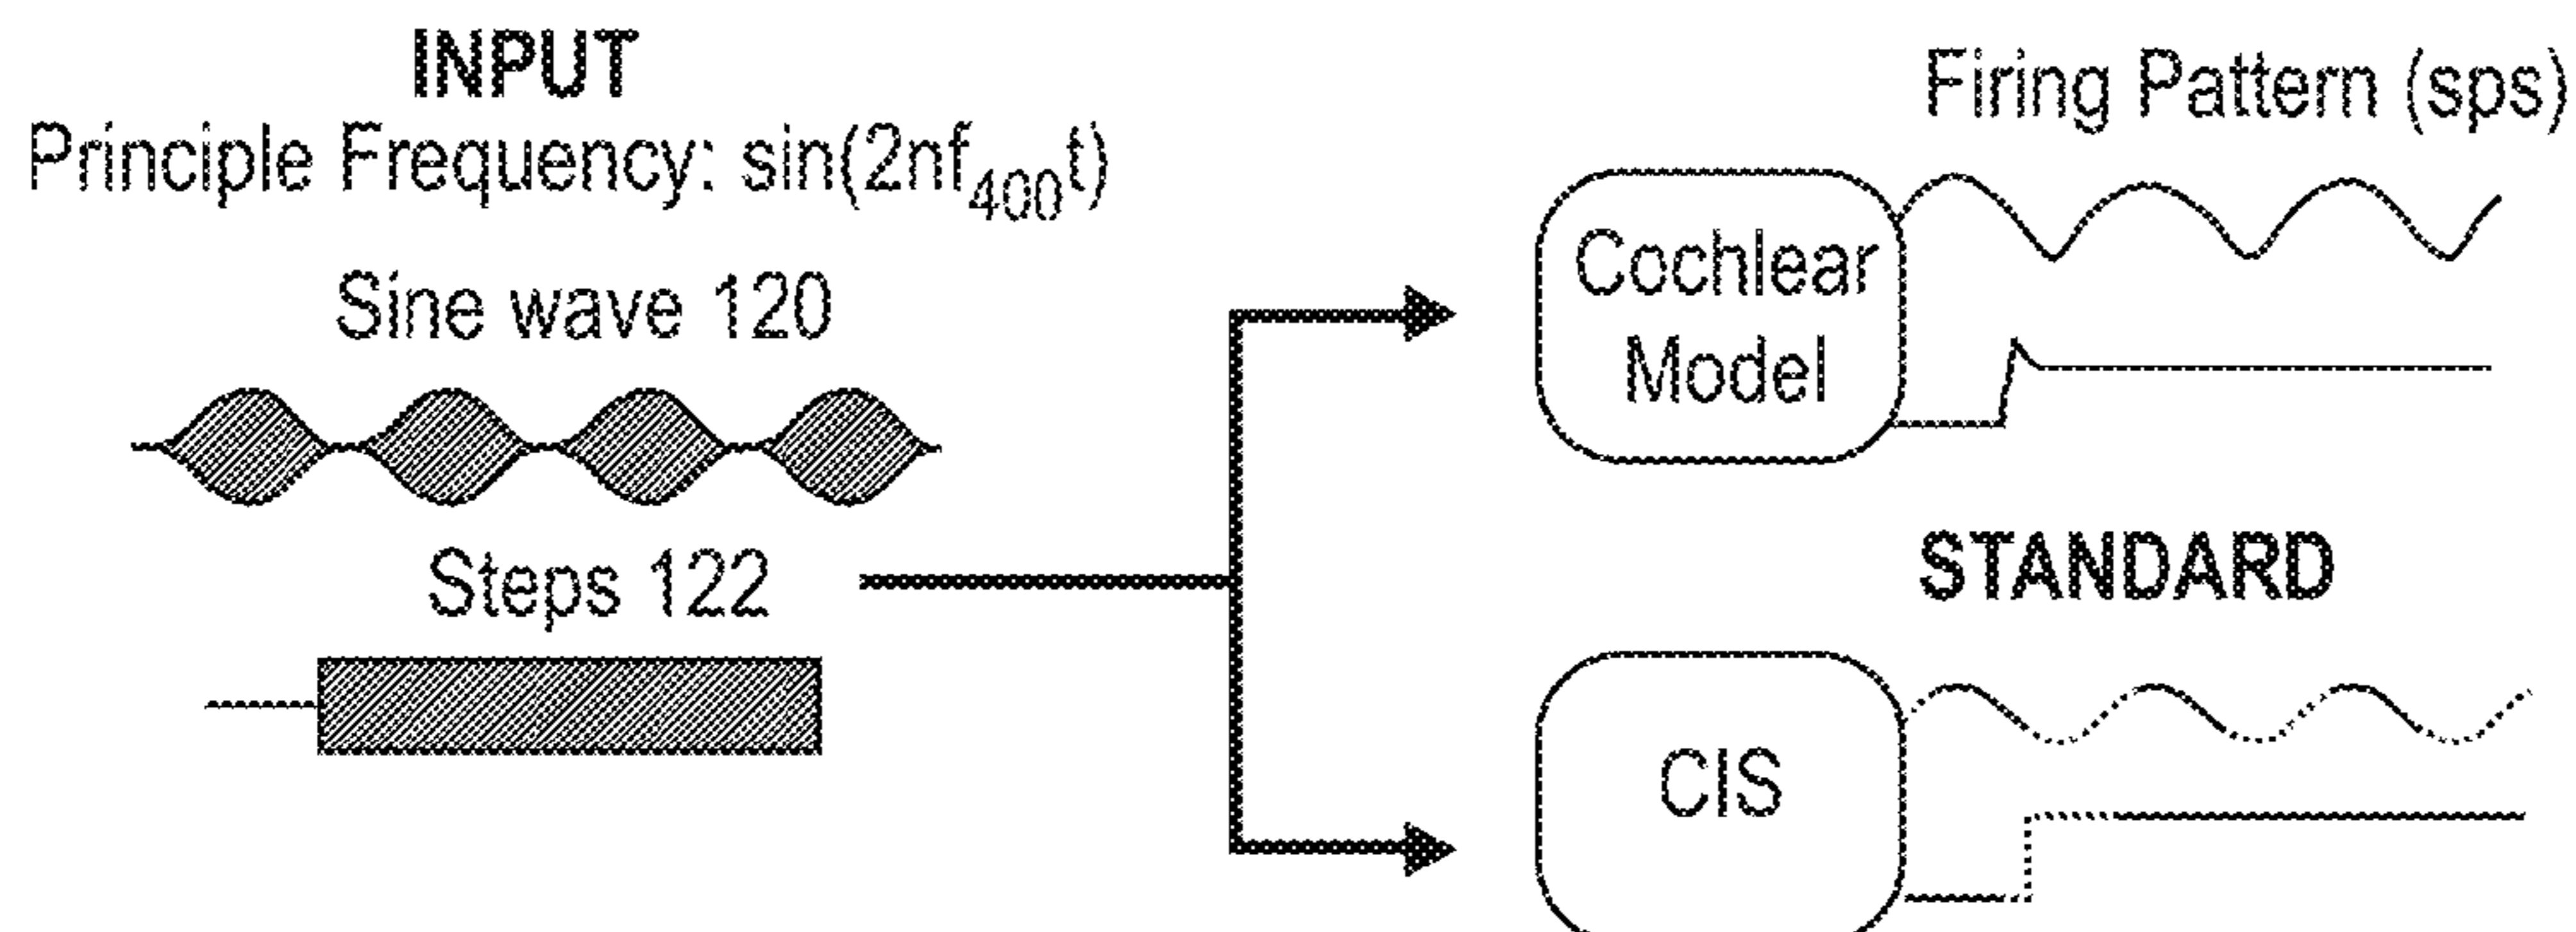 INPUT
Principle Frequency: sin(2nf400t)
Sine wave 120
Steps 122
Firing Pattern (sps)
Cochlear
Model
STANDARD
CIS